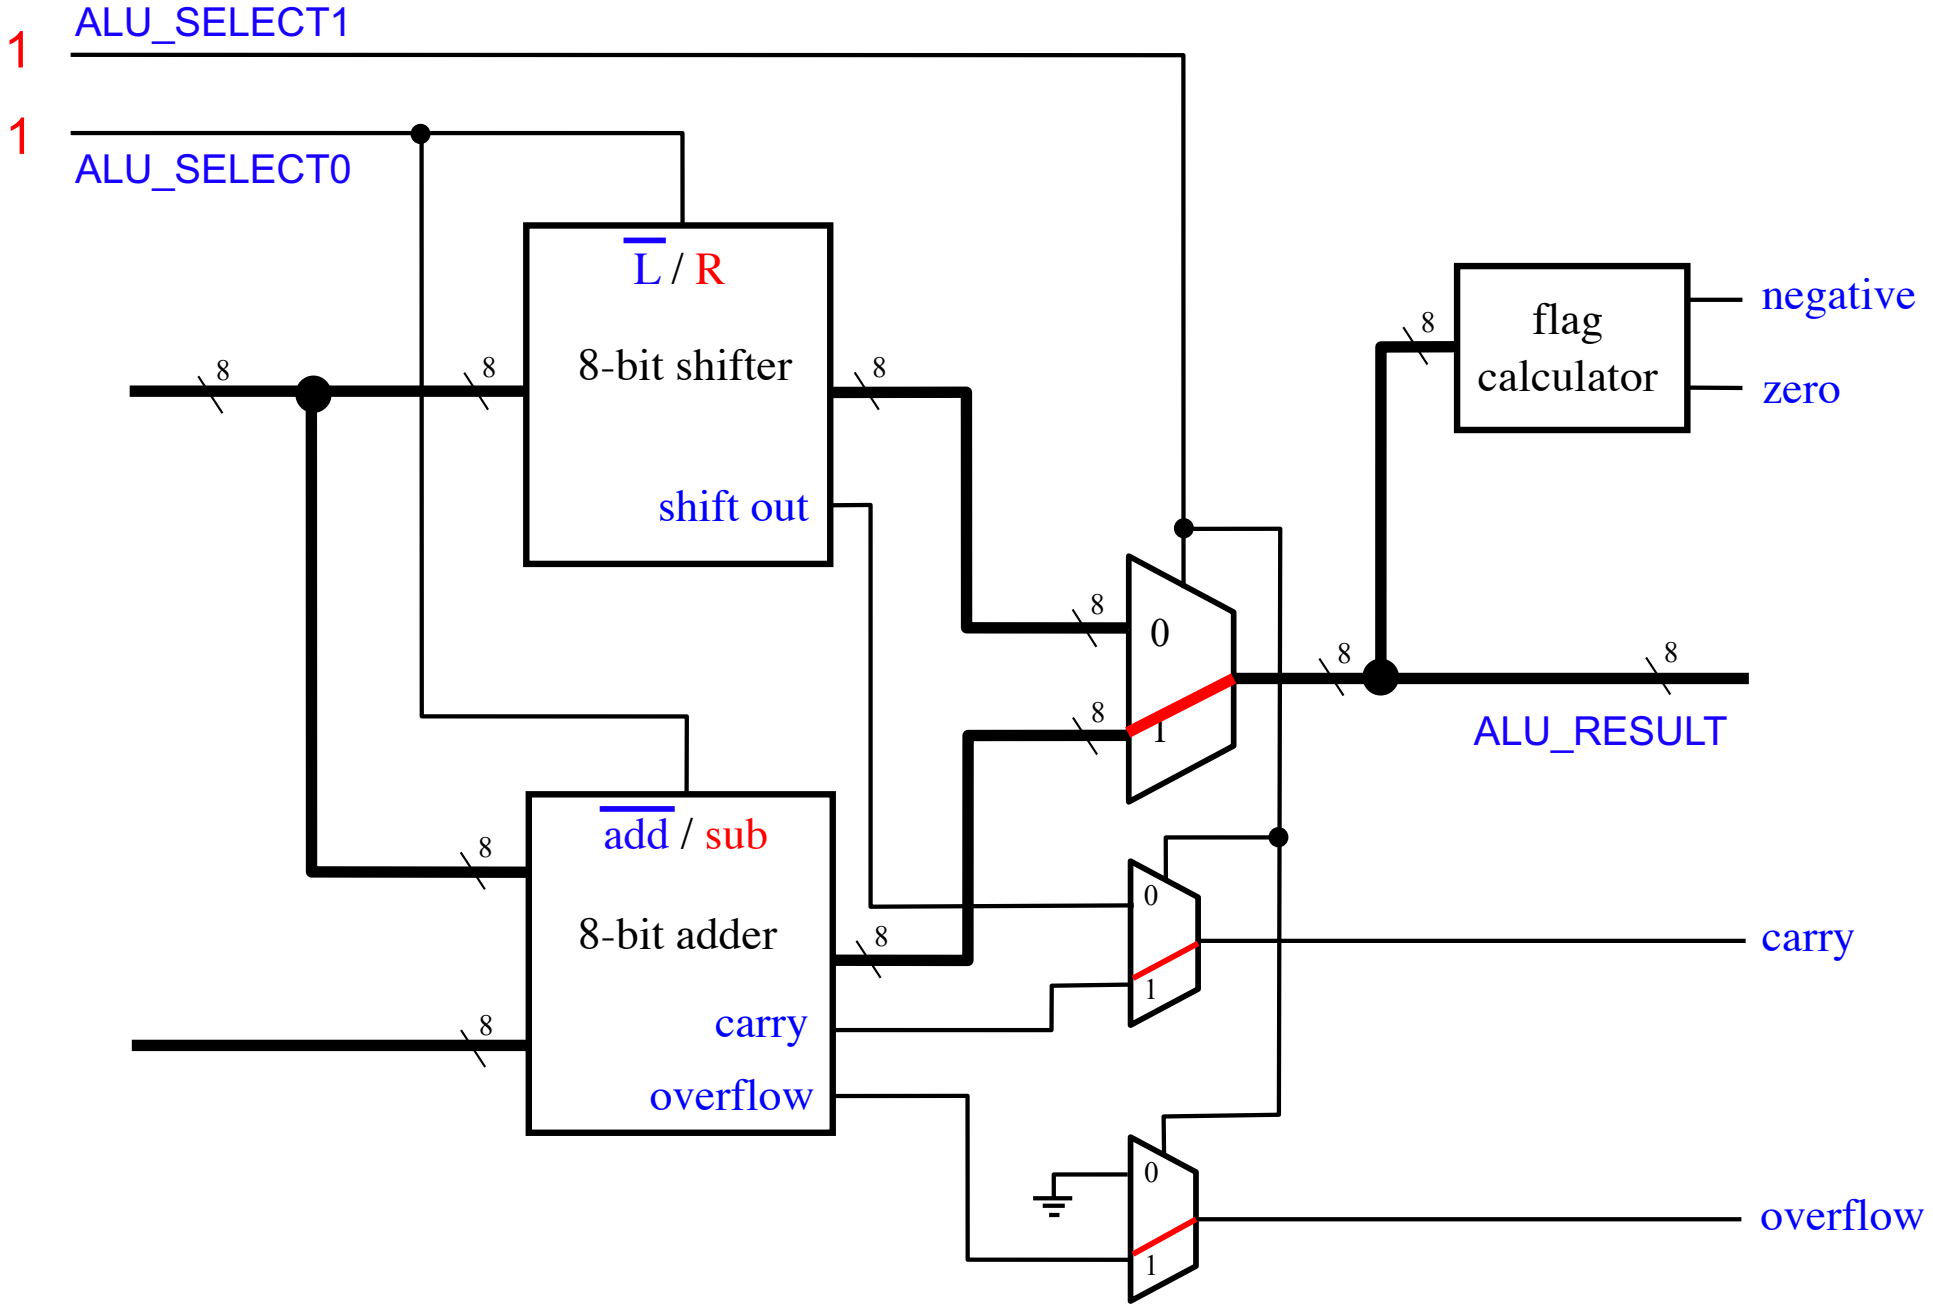 ALU_SELECT1
1
1
ALU_SELECT0
L / R
8-bit shifter
shift out
8
8
8
flag
calculator
8
negative
zero
8
0
8
1
8
8
ALU_RESULT
add / sub
8-bit adder
carry
overflow
8
8
8
0
1
carry
0
1
overflow